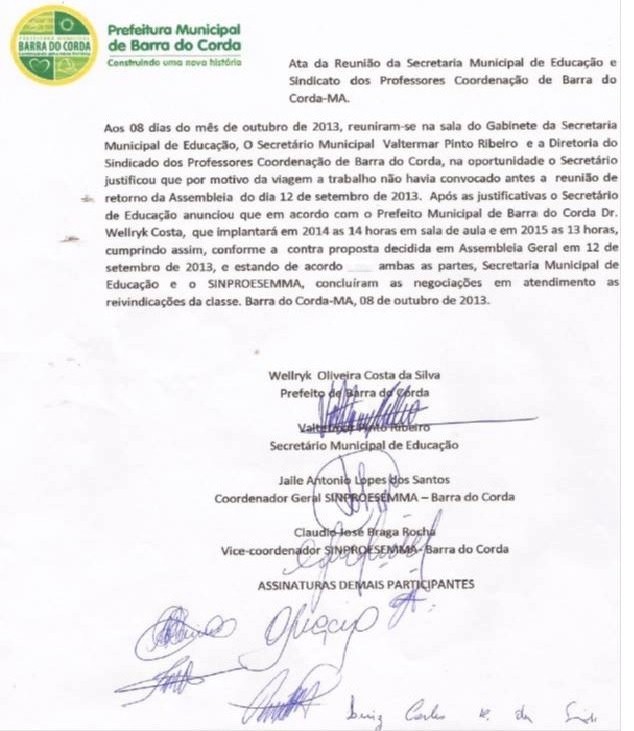 BARRA DO CORDA
Prefeitura Municipal
de Barra do Corda
Construindo uma nova história
Ata da Reunião da Secretaria Municipal de Educação e
Sindicato dos Professores Coordenação de Barra do
Corda-MA.
Aos 08 dias do mês de outubro de 2013, reuniram-se na sala do Gabinete da Secretaria
Municipal de Educação, O Secretário Municipal Valtermar Pinto Ribeiro e a Diretoria do
Sindicado dos Professores Coordenação de Barra do Corda, na oportunidade o Secretário
justificou que por motivo da viagem a trabalho não havia convocado antes a reunião de
retorno da Assembleia do dia 12 de setembro de 2013. Após as justificativas o Secretário
de Educação anunciou que em acordo com o Prefeito Municipal de Barra do Corda Dr.
Wellryk Costa, que implantará em 2014 as 14 horas em sala de aula e em 2015 as 13 horas,
cumprindo assim, conforme a contra proposta decidida em Assembleia Geral em 12 de
setembro de 2013, e estando de acordo ambas as partes, Secretaria Municipal de
Educação e o SINPROESEMMA, concluíram as negociações em atendimento as
reivindicações da classe. Barra do Corda-MA, 08 de outubro de 2013.
Wellryk Oliveira Costa da Silva
Prefeito de Barra do Corda
Pinto Ribeiro
Secretário Municipal de Educação
Jaile Antonio Lopes dos Santos
Coordenador Geral SINPROESEMMA – Barra do Corda
Claudio José Braga Rocha
Vice-coordenador SINPROESEMMA- Barra do Corda
ASSINATURAS DEMAIS PARTICIPANTES
Luiz Carlos